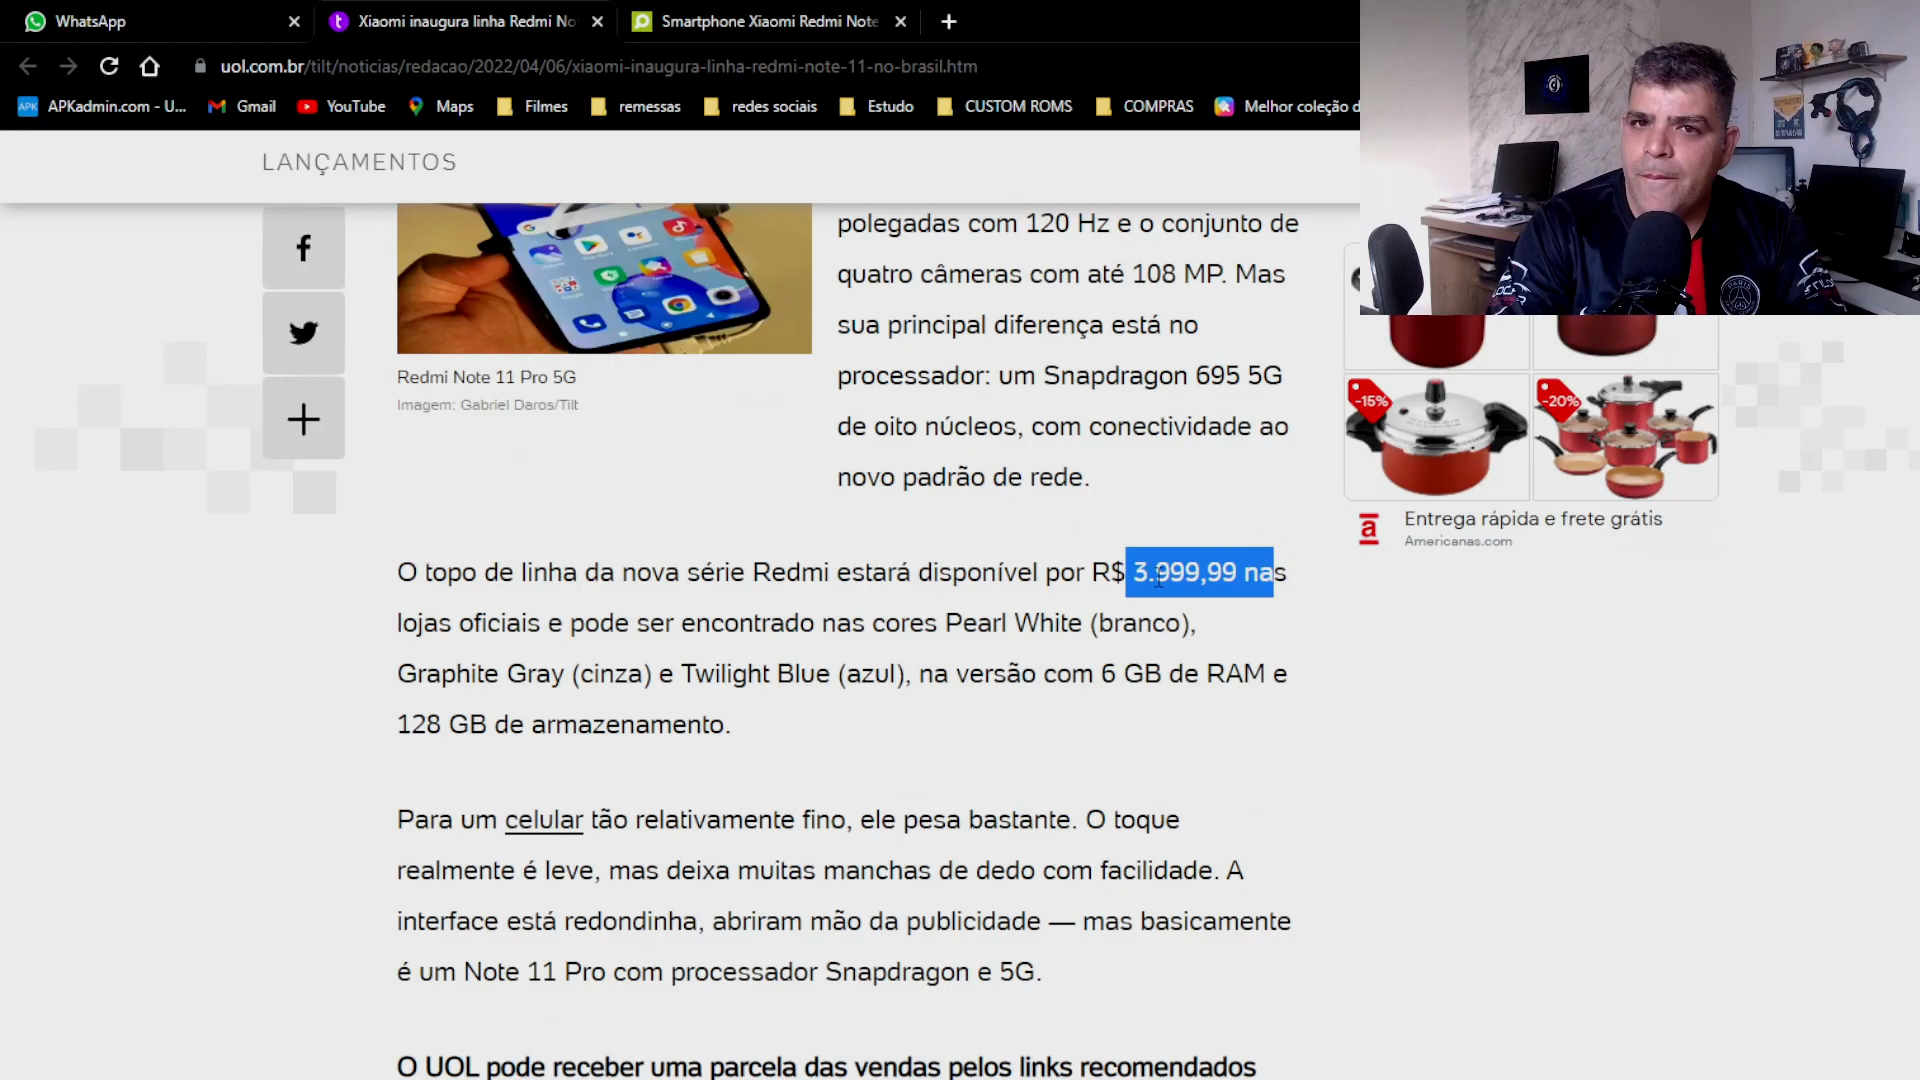 WhatsApp
Xiaomi inaugura linha Redmi No
Smartphone Xiaomi Redmi Note
uol.com.br/tilt/noticias/redacao/2022/04/06/xiaomi-inaugura-linha-redmi-note-11-no-brasil.htm
APK APKadmin.com - U...
Gmail
YouTube
Maps
Filmes
remessas
redes sociais
Estudo
CUSTOM ROMS
COMPRAS
Melhor coleção d
LANÇAMENTOS
polegadas com 120 Hz e o conjunto de
quatro câmeras com até 108 MP. Mas
sua principal diferença está no
processador: um Snapdragon 695 5G
de oito núcleos, com conectividade ao
novo padrão de rede.
Redmi Note 11 Pro 5G
Imagem: Gabriel Daros/Tilt
-15%
-20%
Entrega rápida e frete grátis
Americanas.com
O topo de linha da nova série Redmi estará disponível por R$ 3.999,99 nas
lojas oficiais e pode ser encontrado nas cores Pearl White (branco),
Graphite Gray (cinza) e Twilight Blue (azul), na versão com 6 GB de RAM e
128 GB de armazenamento.
Para um celular tão relativamente fino, ele pesa bastante. O toque
realmente é leve, mas deixa muitas manchas de dedo com facilidade. A
interface está redondinha, abriram mão da publicidade — mas basicamente
é um Note 11 Pro com processador Snapdragon e 5G.
O UOL pode receber uma parcela das vendas pelos links recomendados